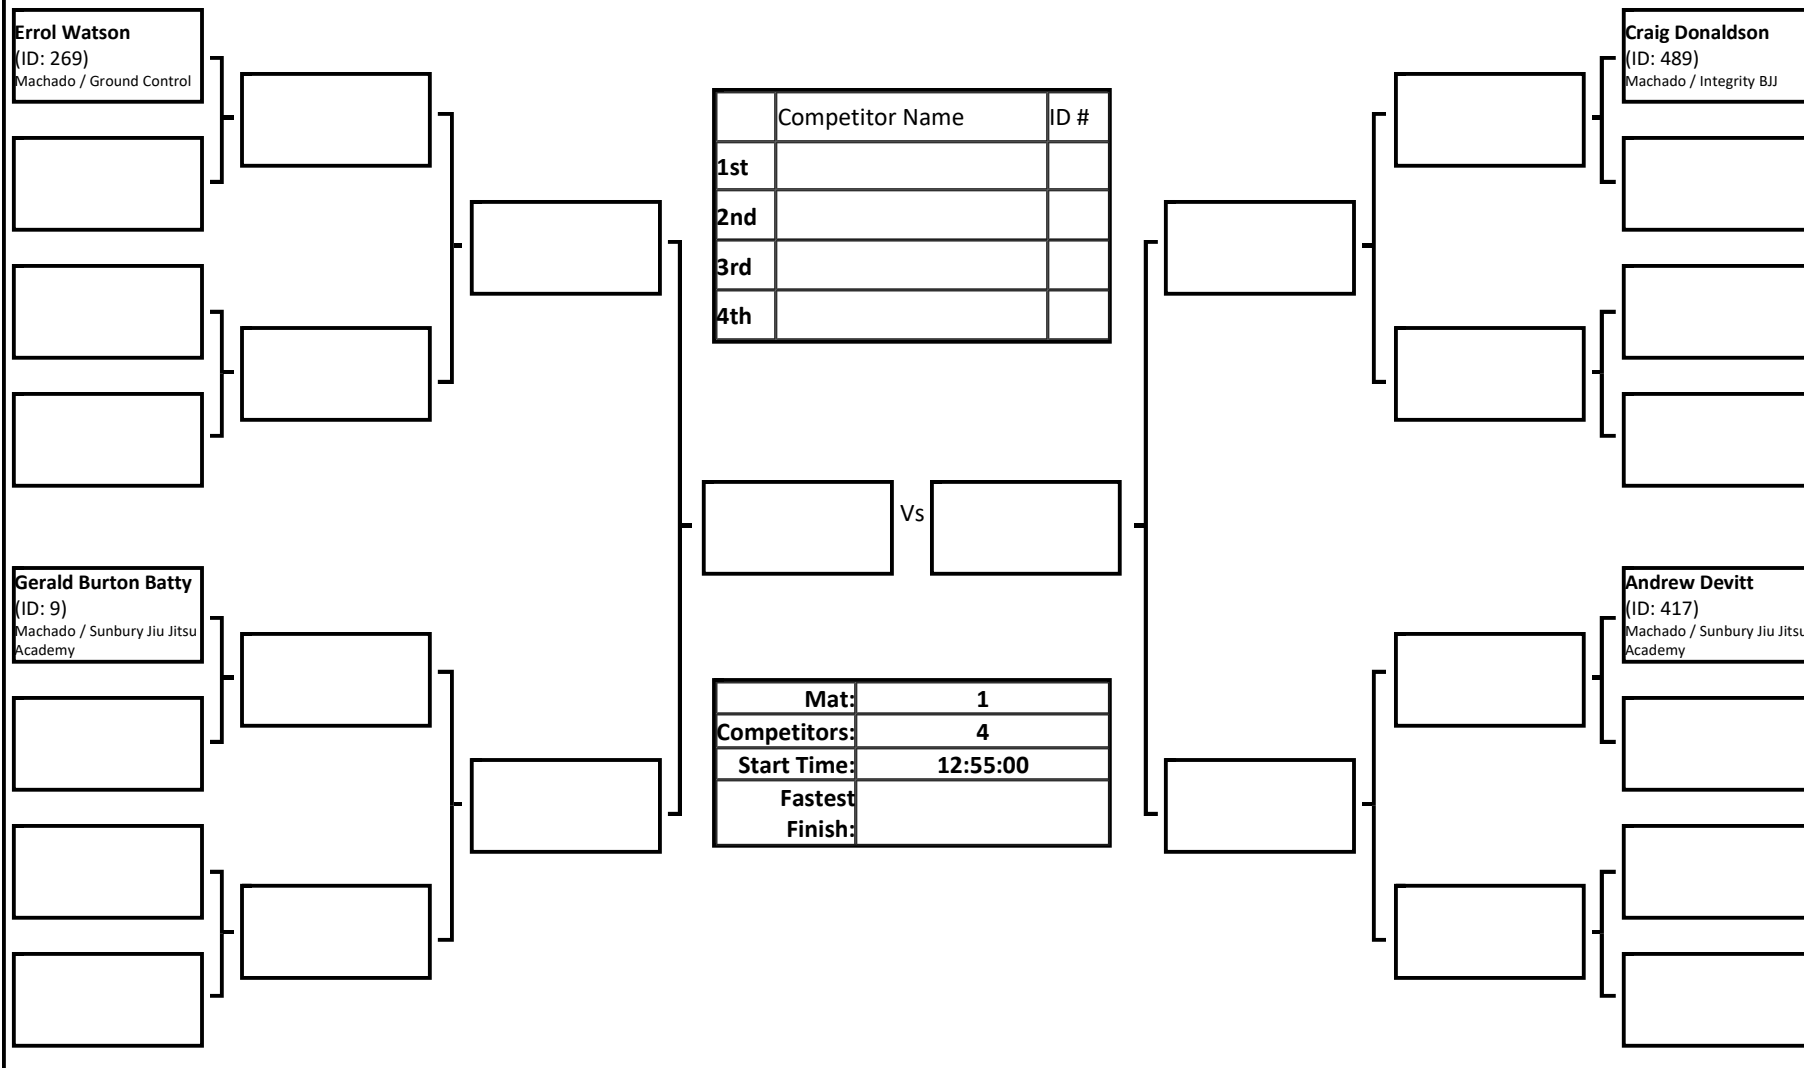 Errol Watson
(ID: 269)
Machado / Ground Control
Craig Donaldson
(ID: 489)
Machado / Integrity BJJ
Competitor Name ID #
1st
2nd
3rd
4th
Vs
Gerald Burton Batty
(ID: 9)
Machado / Sunbury Jiu Jitsu
Academy
Andrew Devitt
(ID: 417)
Machado / Sunbury Jiu Jitsu
Academy
Mat: 1
Competitors: 4
Start Time: 12:55:00
Fastest
Finish: